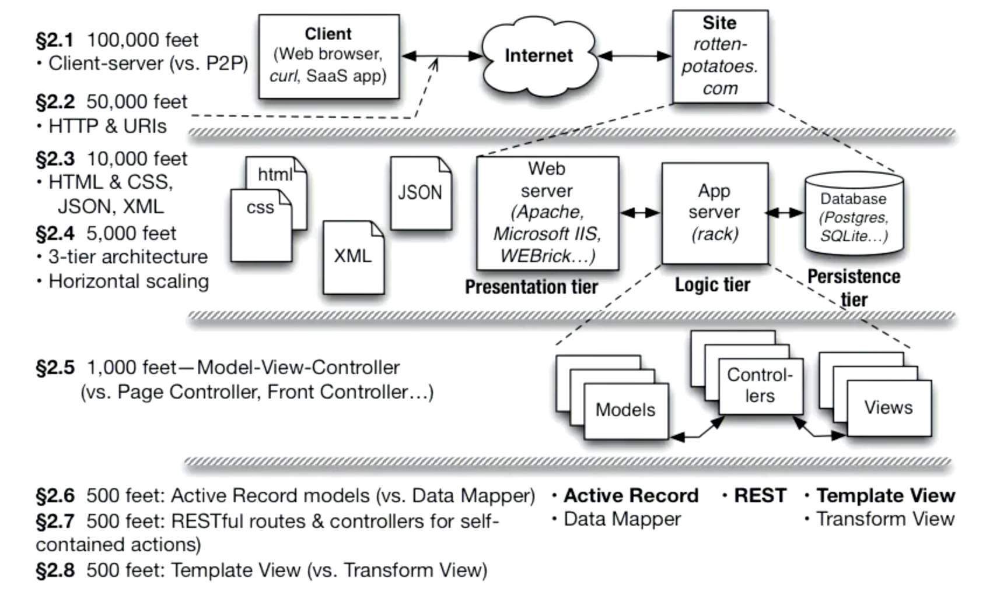 §2.1 100,000 feet
• Client-server (vs. P2P)
§2.2 50,000 feet
• HTTP & URIs
Client
(Web browser,
curl, SaaS app)
Internet
Site
rotten-
potatoes.
com
§2.3 10,000 feet
• HTML & CSS,
JSON, XML
§2.4 5,000 feet
• 3-tier architecture
• Horizontal scaling
html
css
XML
JSON
Web
server
(Apache,
Microsoft IIS,
WEBrick...)
Presentation tier
App
server
(rack)
Logic tier
Database
(Postgres,
SQLite...)
Persistence
tier
§2.5 1,000 feet—Model-View-Controller
(vs. Page Controller, Front Controller...)
Models
Control-
lers
Views
§2.6 500 feet: Active Record models (vs. Data Mapper)
§2.7 500 feet: RESTful routes & controllers for self-
contained actions)
§2.8 500 feet: Template View (vs. Transform View)
• Active Record
• Data Mapper
• REST
• Template View
• Transform View